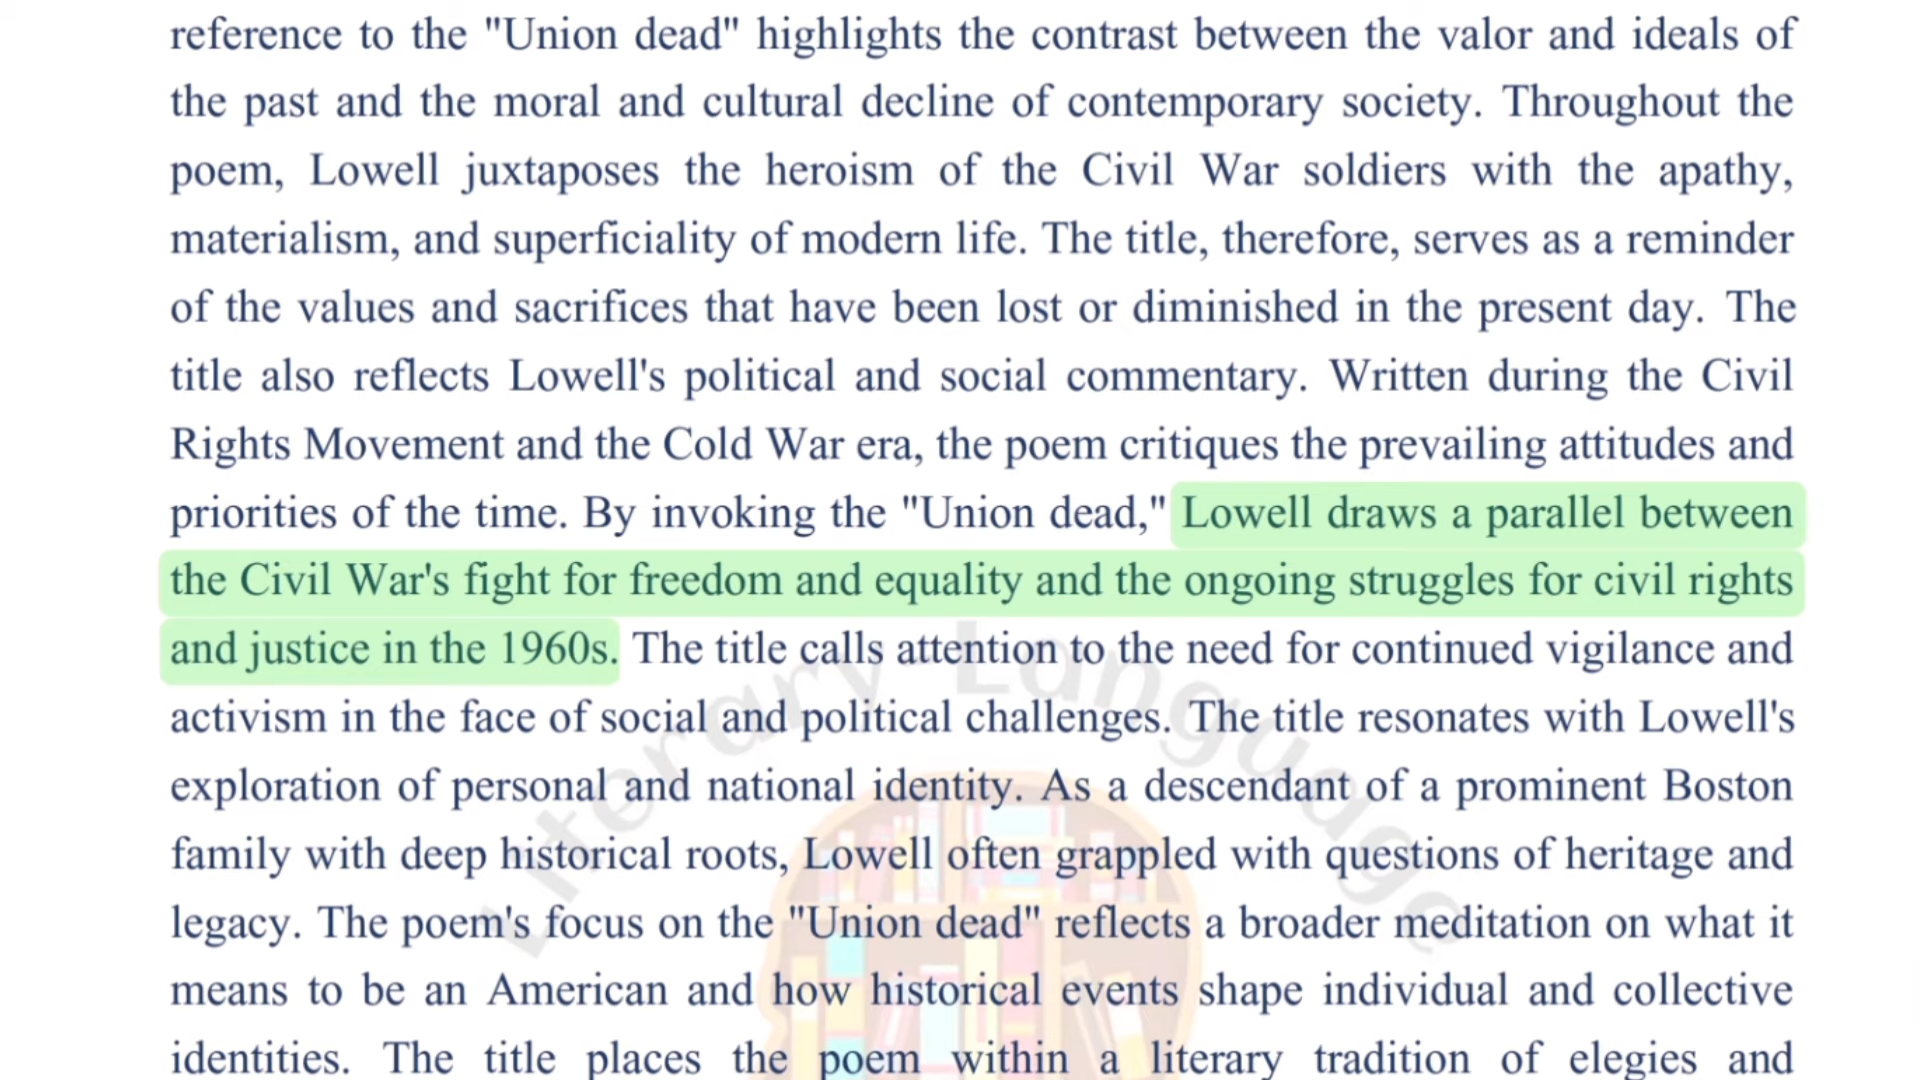 reference to the "Union dead" highlights the contrast between the valor and ideals of
the past and the moral and cultural decline of contemporary society. Throughout the
poem, Lowell juxtaposes the heroism of the Civil War soldiers with the apathy,
materialism, and superficiality of modern life. The title, therefore, serves as a reminder
of the values and sacrifices that have been lost or diminished in the present day. The
title also reflects Lowell's political and social commentary. Written during the Civil
Rights Movement and the Cold War era, the poem critiques the prevailing attitudes and
priorities of the time. By invoking the "Union dead," Lowell draws a parallel between
the Civil War's fight for freedom and equality and the ongoing struggles for civil rights
and justice in the 1960s. The title calls attention to the need for continued vigilance and
activism in the face of social and political challenges. The title resonates with Lowell's
exploration of personal and national identity. As a descendant of a prominent Boston
family with deep historical roots, Lowell often grappled with questions of heritage and
legacy. The poem's focus on the "Union dead" reflects a broader meditation on what it
means to be an American and how historical events shape individual and collective
identities. The title places the poem within a literary tradition of elegies and
Literary-Language